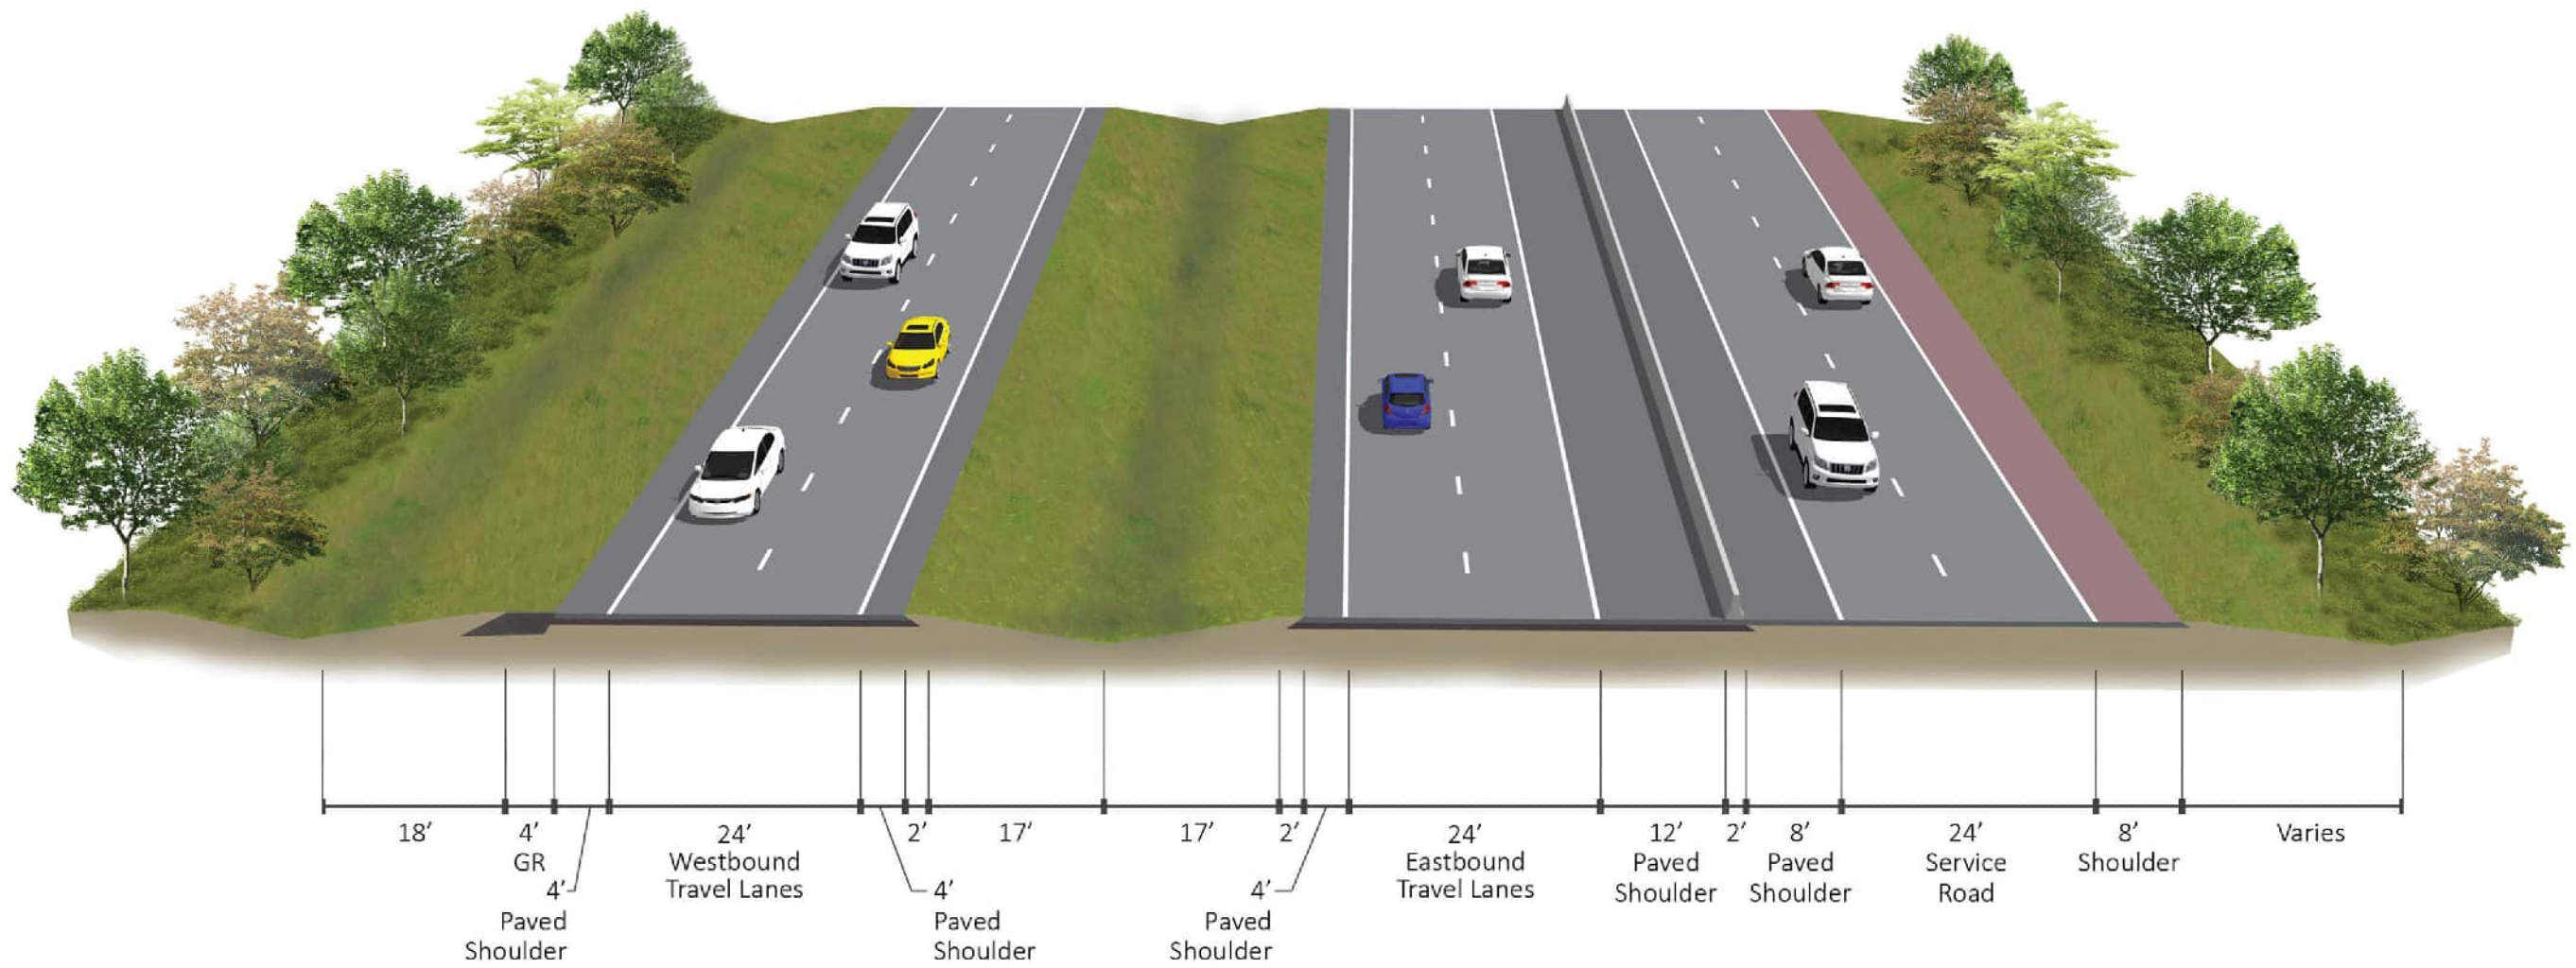 18’ 4’ 24’ 2’ 17’ 17’ 2’ 24’ 12’ 2’ 8’ 24’ 8’ Varies
GR Westbound Eastbound Paved Paved Service Shoulder
Travel Lanes Travel Lanes Shoulder Shoulder Road
4’ 4’ 4’
Paved Paved Paved
Shoulder Shoulder Shoulder